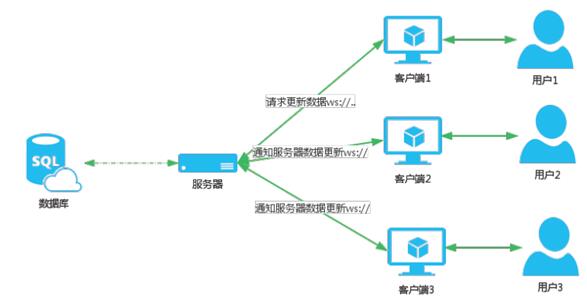 客户端1
用户1
请求更新数据ws://..
SQL
通知服务器数据更新ws://
客户端2
用户2
服务器
数据库
通知服务器数据更新ws://
客户端3
用户3